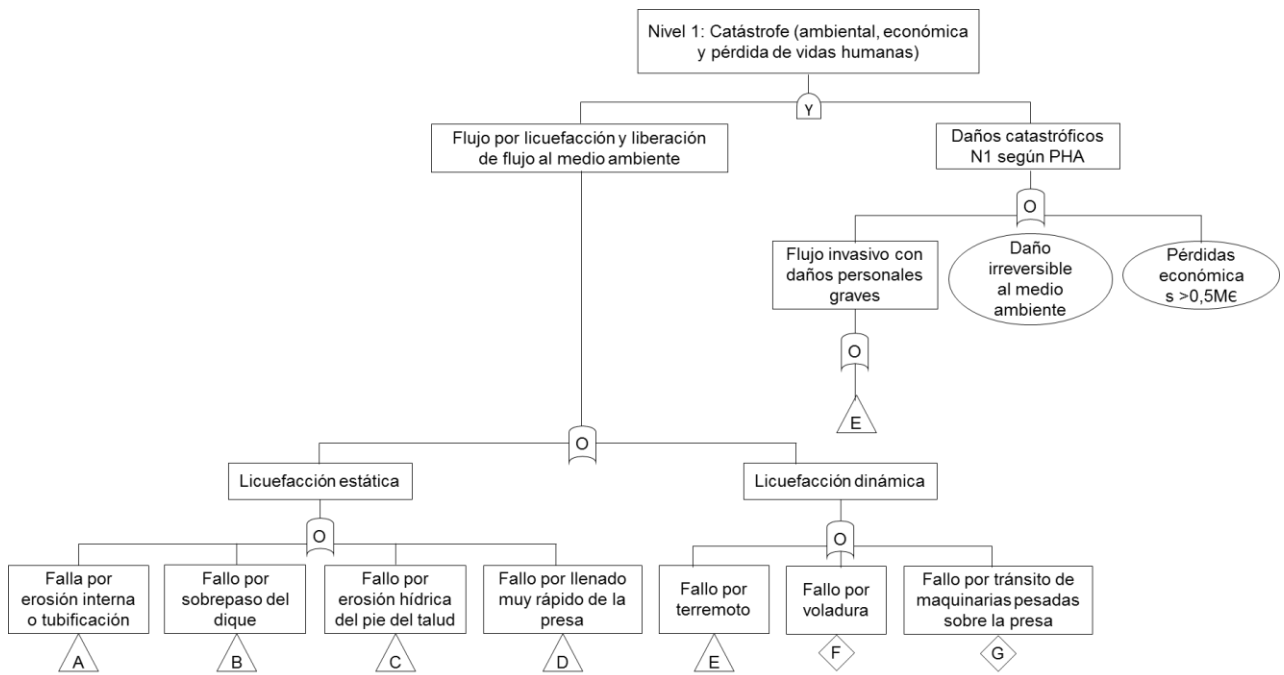 Nivel 1: Catástrofe (ambiental, económica
y pérdida de vidas humanas)
Y
Flujo por licuefacción y liberación
de flujo al medio ambiente
Daños catastróficos
N1 según PHA
O
Flujo invasivo con
daños personales
graves
Daño
irreversible
al medio
ambiente
Pérdidas
económica
s >0,5M€
O
E
O
Licuefacción estática
Licuefacción dinámica
O
O
Falla por
erosión interna
o tubificación
Fallo por
sobrepaso del
dique
Fallo por
erosión hídrica
del pie del talud
Fallo por llenado
muy rápido de la
presa
Fallo por
terremoto
Fallo por
voladura
Fallo por tránsito de
maquinarias pesadas
sobre la presa
A
B
C
D
E
F
G